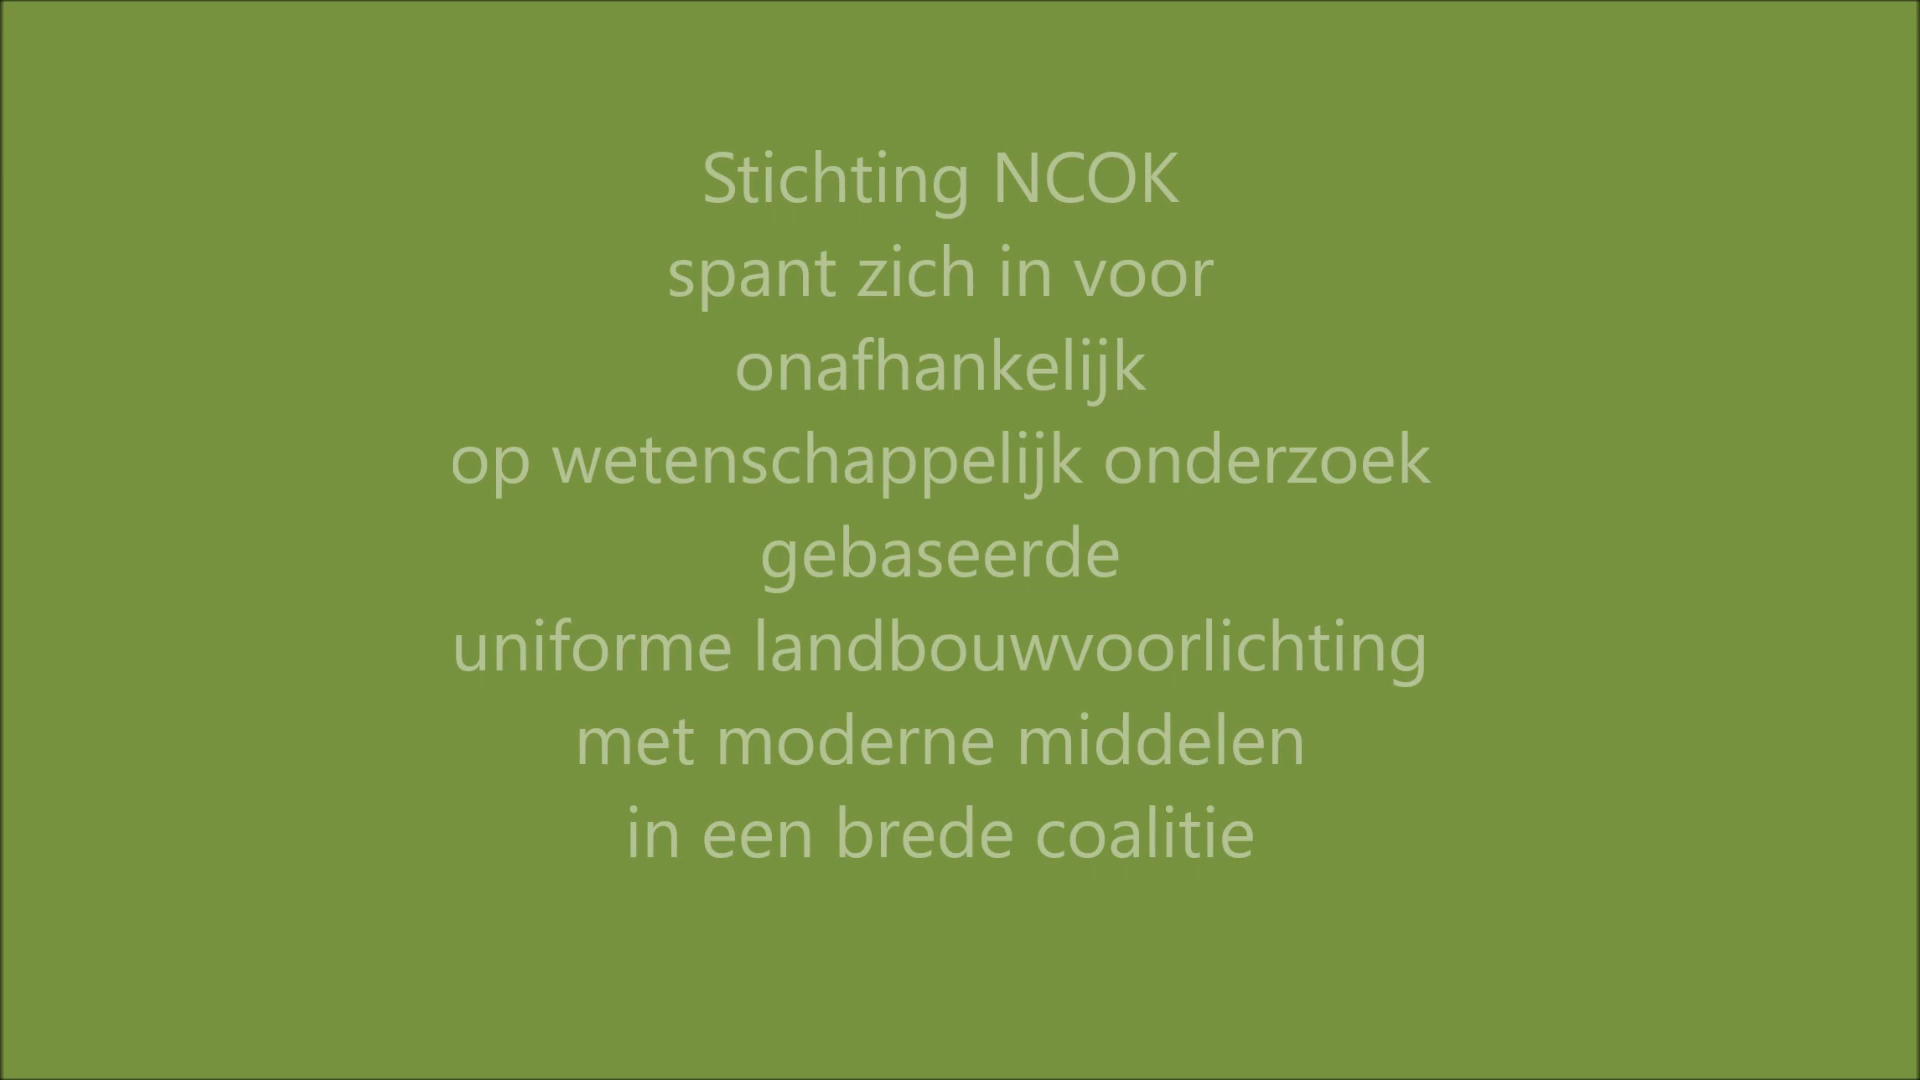 Stichting NCOK
spant zich in voor
onafhankelijk
op wetenschappelijk onderzoek
gebaseerde
uniforme landbouwvoorlichting
met moderne middelen
in een brede coalitie